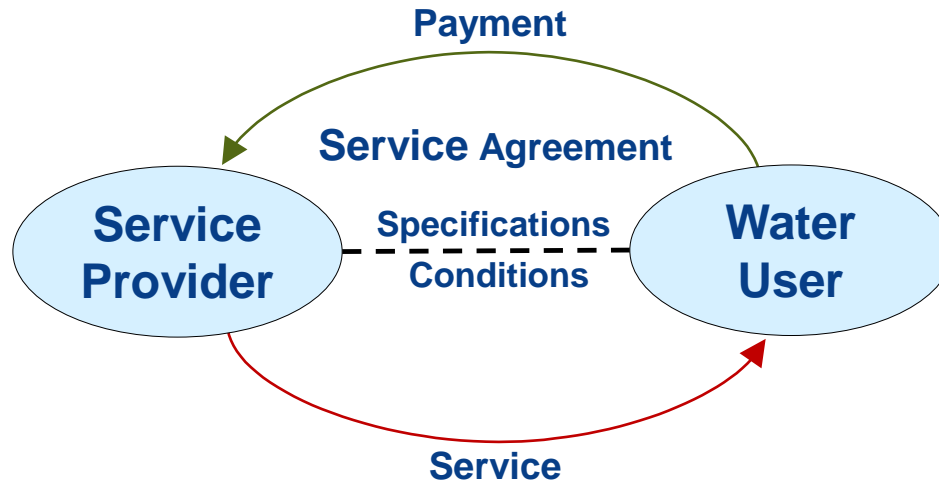 Payment
Service Agreement
Service
Provider
Specifications
Conditions
Water
User
Service